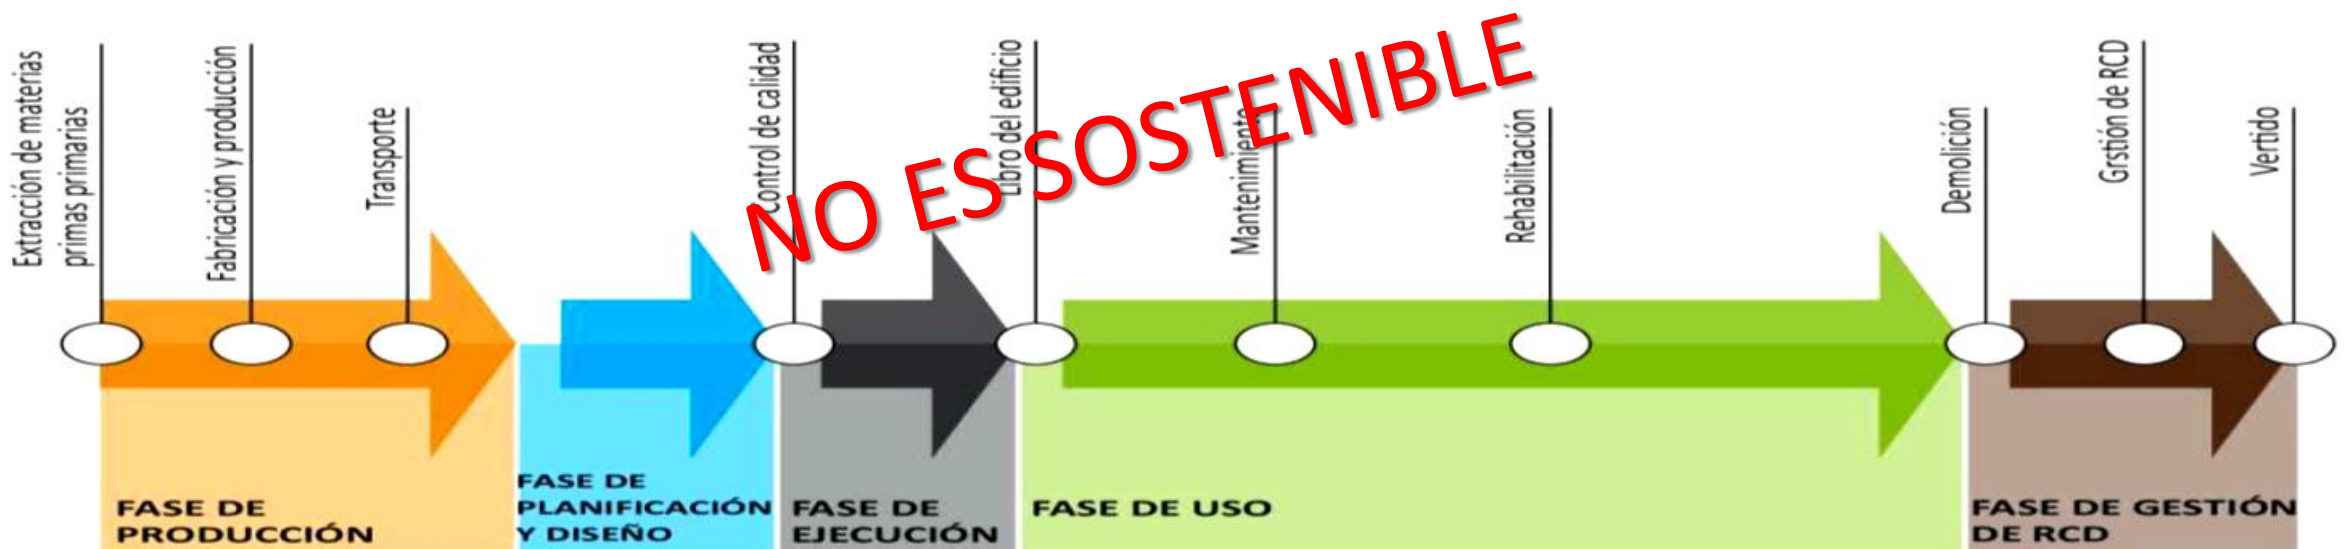 Extracción de materias
primas primarias
Fabricación y producción
Transporte
Control de calidad
Libro del edificio
NO ES SOSTENIBLE
Mantenimiento
Rehabilitación
Demolición
Grstión de RCD
Vertido
FASE DE
PRODUCCIÓN
FASE DE
PLANIFICACIÓN
Y DISEÑO
FASE DE
EJECUCIÓN
FASE DE USO
FASE DE GESTIÓN
DE RCD